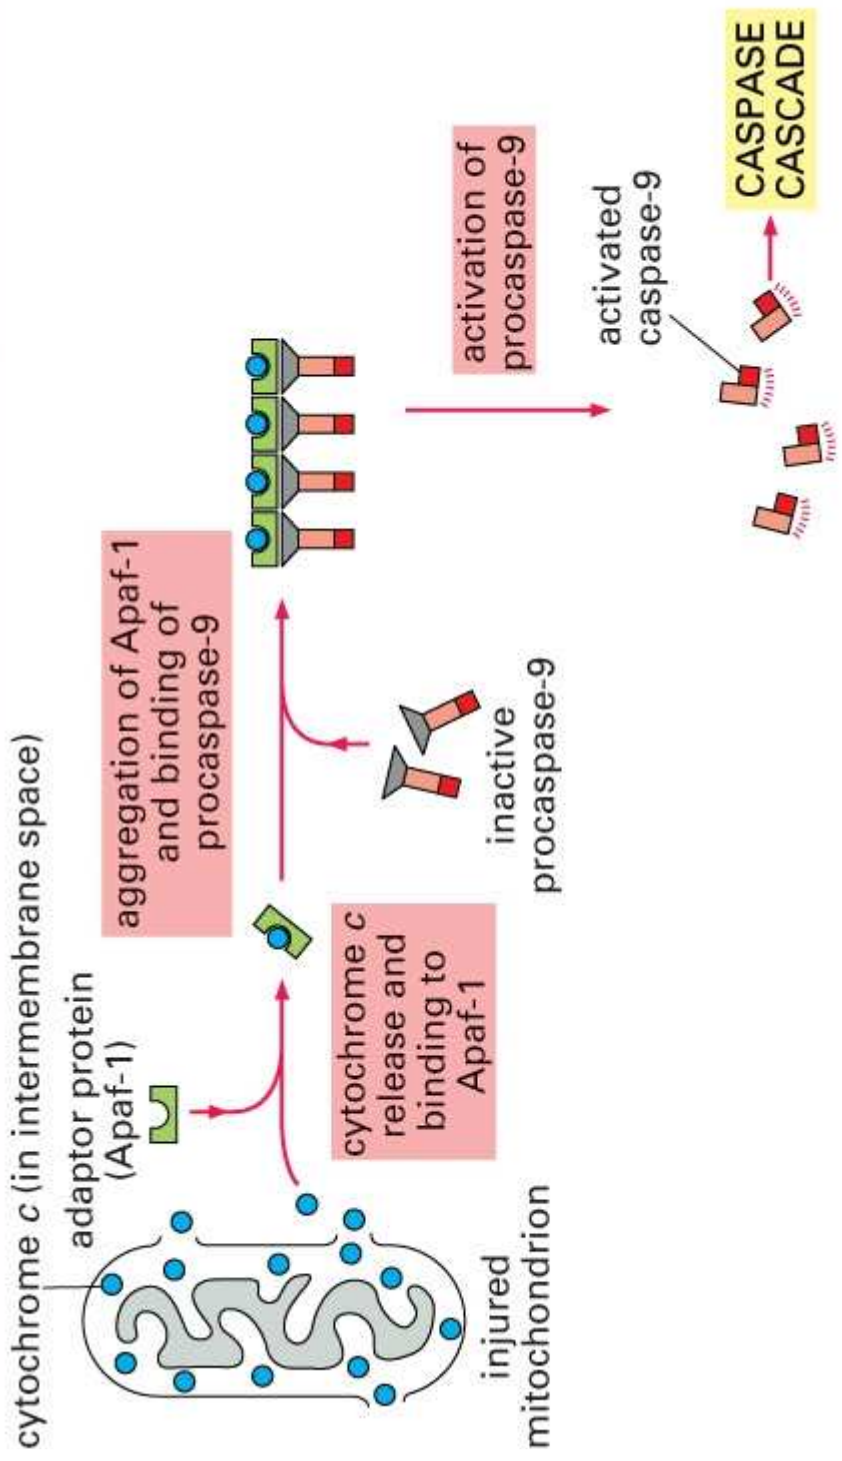 cytochrome c (in intermembrane space)
adaptor protein
(Apaf-1)
injured
mitochondrion
cytochrome c
release and
binding to
Apaf-1
aggregation of Apaf-1
and binding of
procaspase-9
inactive
procaspase-9
activation of
procaspase-9
activated
caspase-9
CASPASE
CASCADE